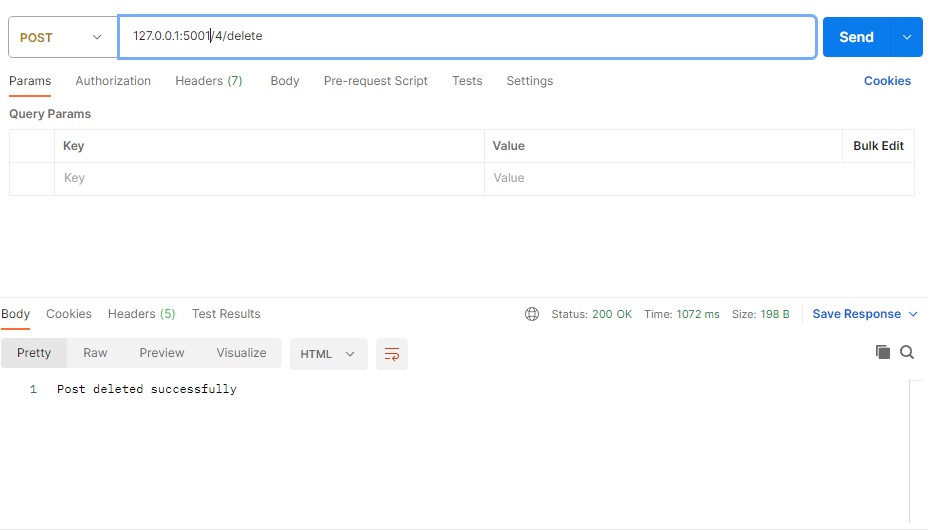 POST 127.0.0.1:5001/4/delete Send
Params Authorization Headers (7) Body Pre-request Script Tests Settings Cookies
Query Params
Key Value Bulk Edit
Key Value
Body Cookies Headers (5) Test Results Status: 200 OK Time: 1072 ms Size: 198 B Save Response
Pretty Raw Preview Visualize HTML
1 Post deleted successfully